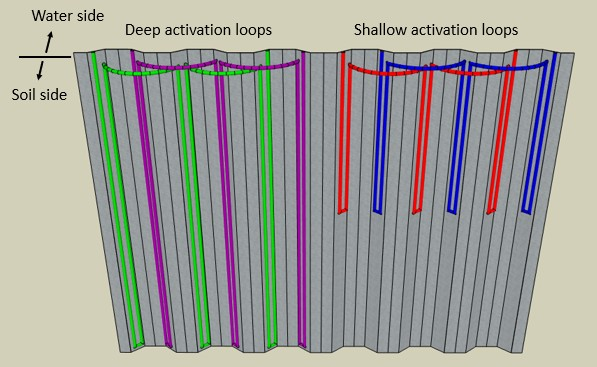 Water side
Deep activation loops
Shallow activation loops
Soil side